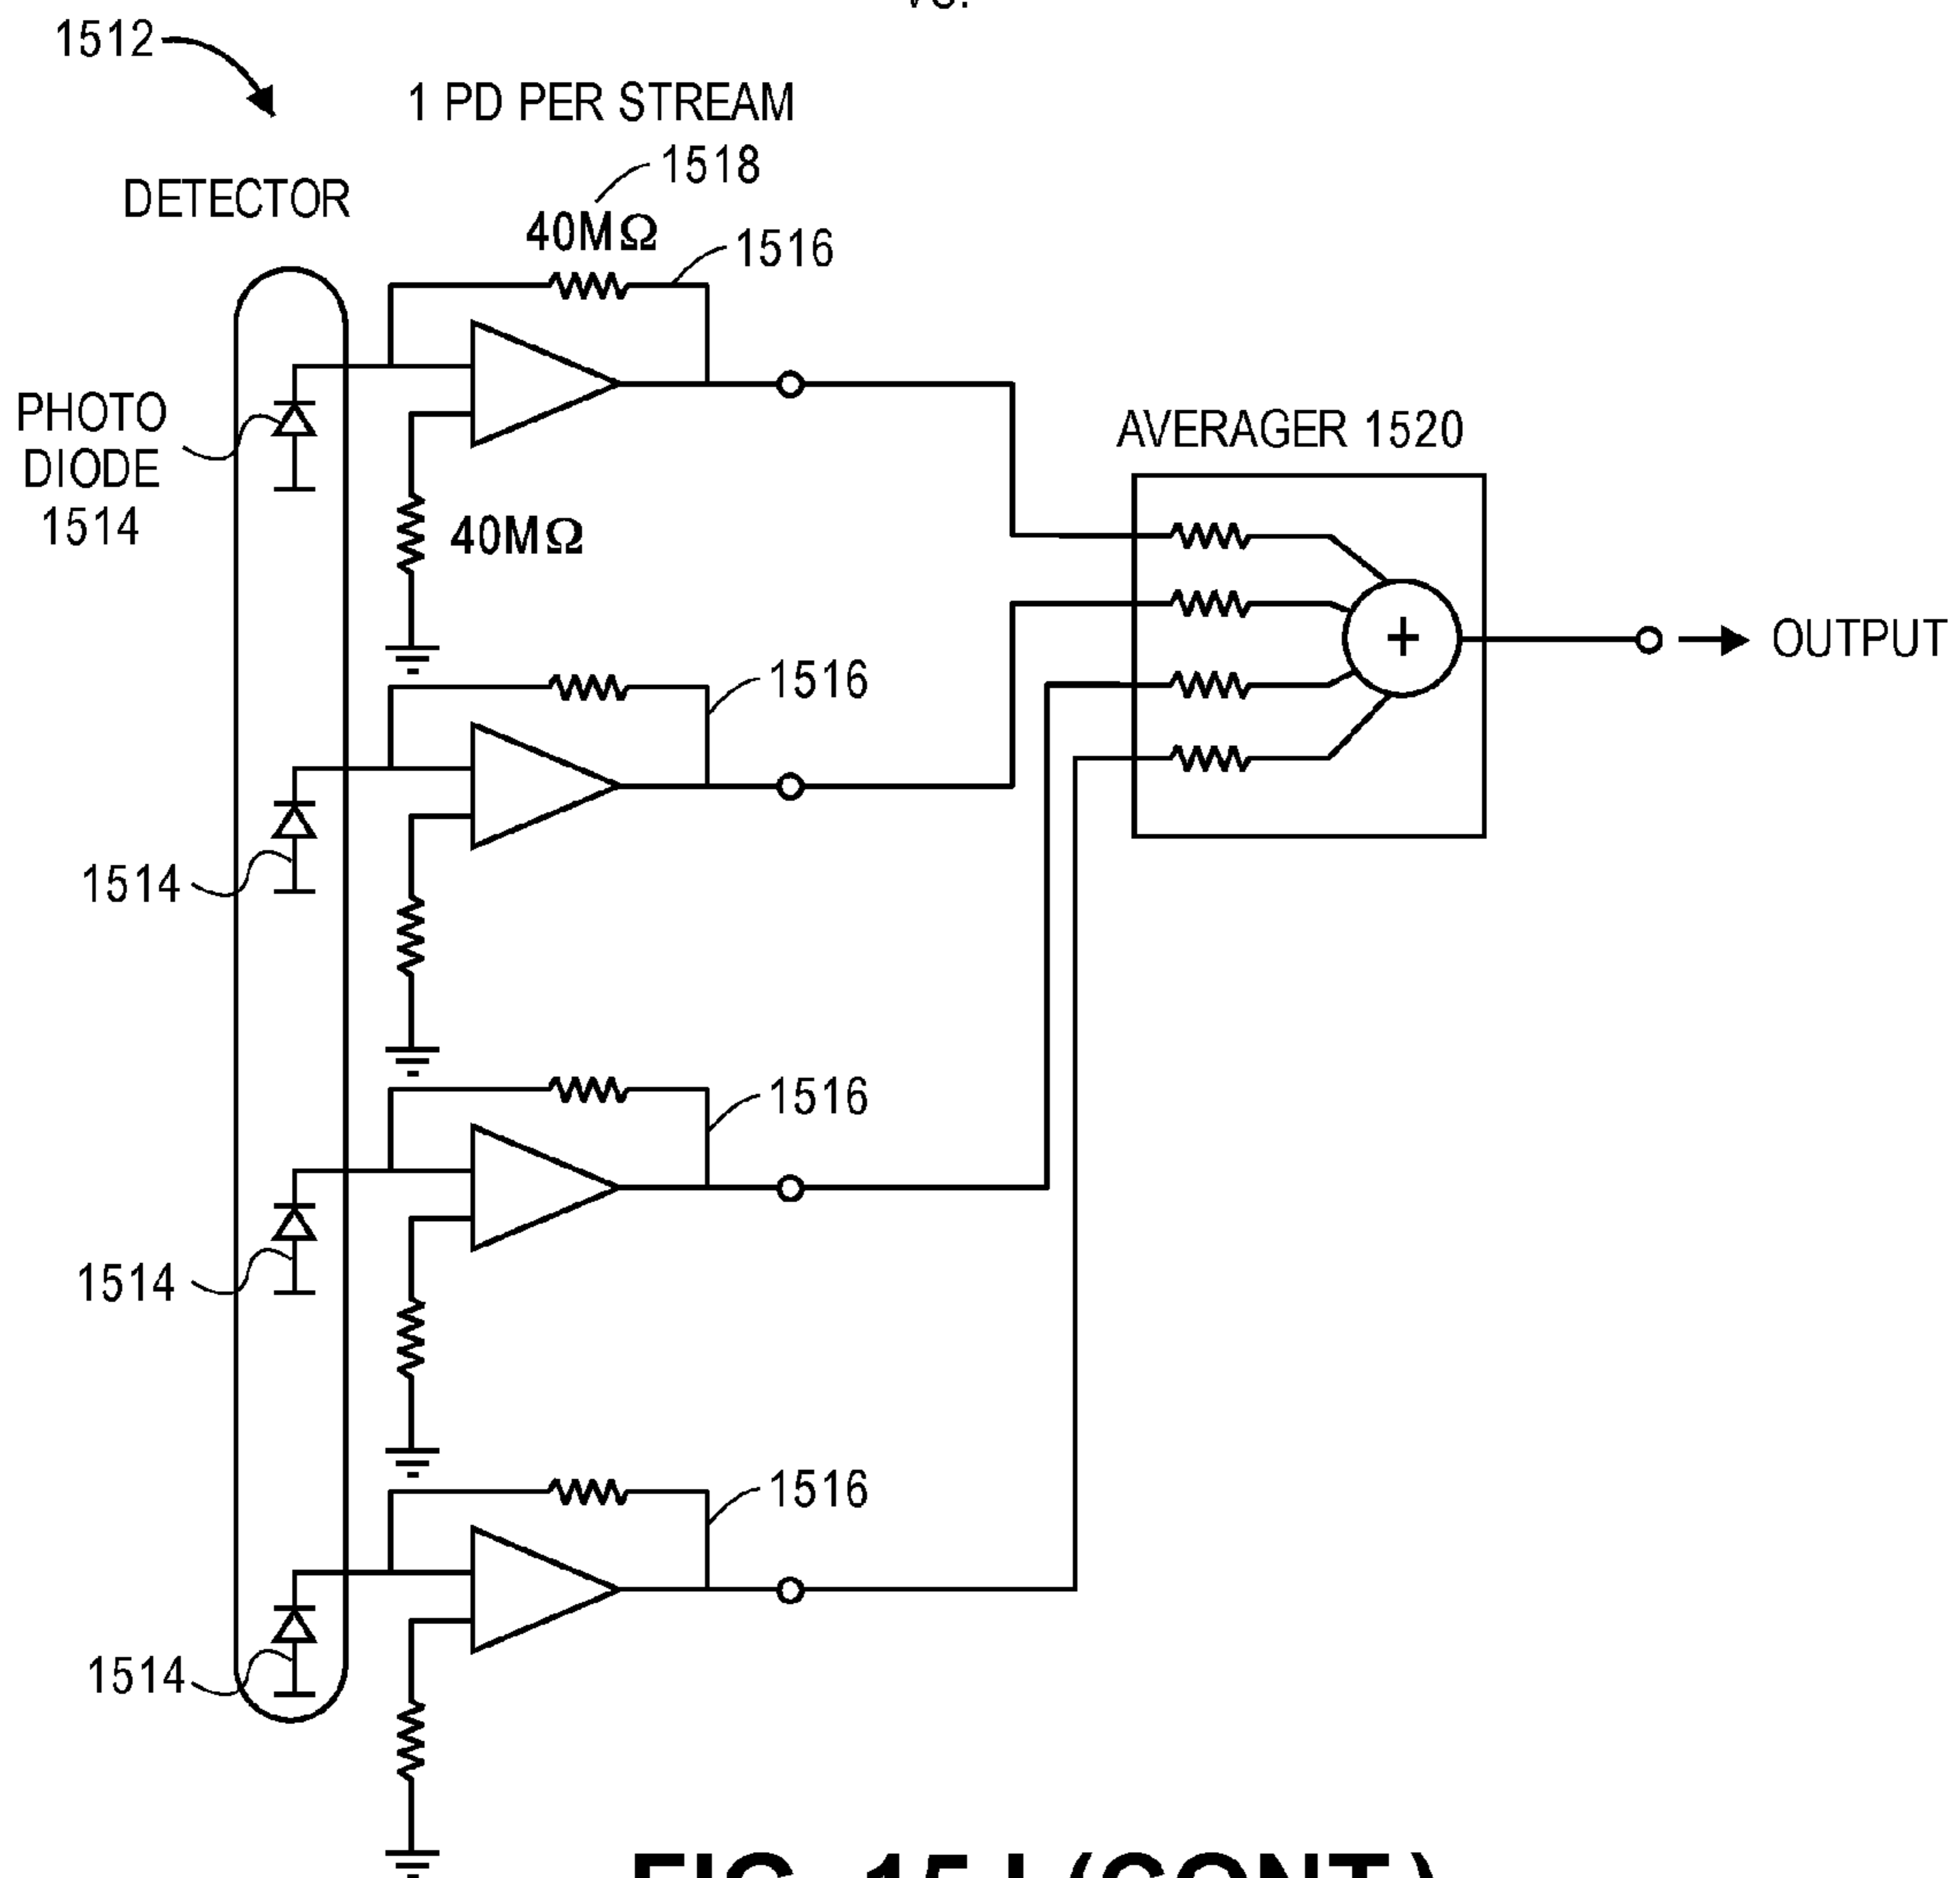 1512
1 PD PER STREAM
1518
DETECTOR
40MΩ
1516
PHOTO
DIODE
1514
40MΩ
AVERAGER 1520
+
OUTPUT
1516
1514
1516
1514
1516
1514